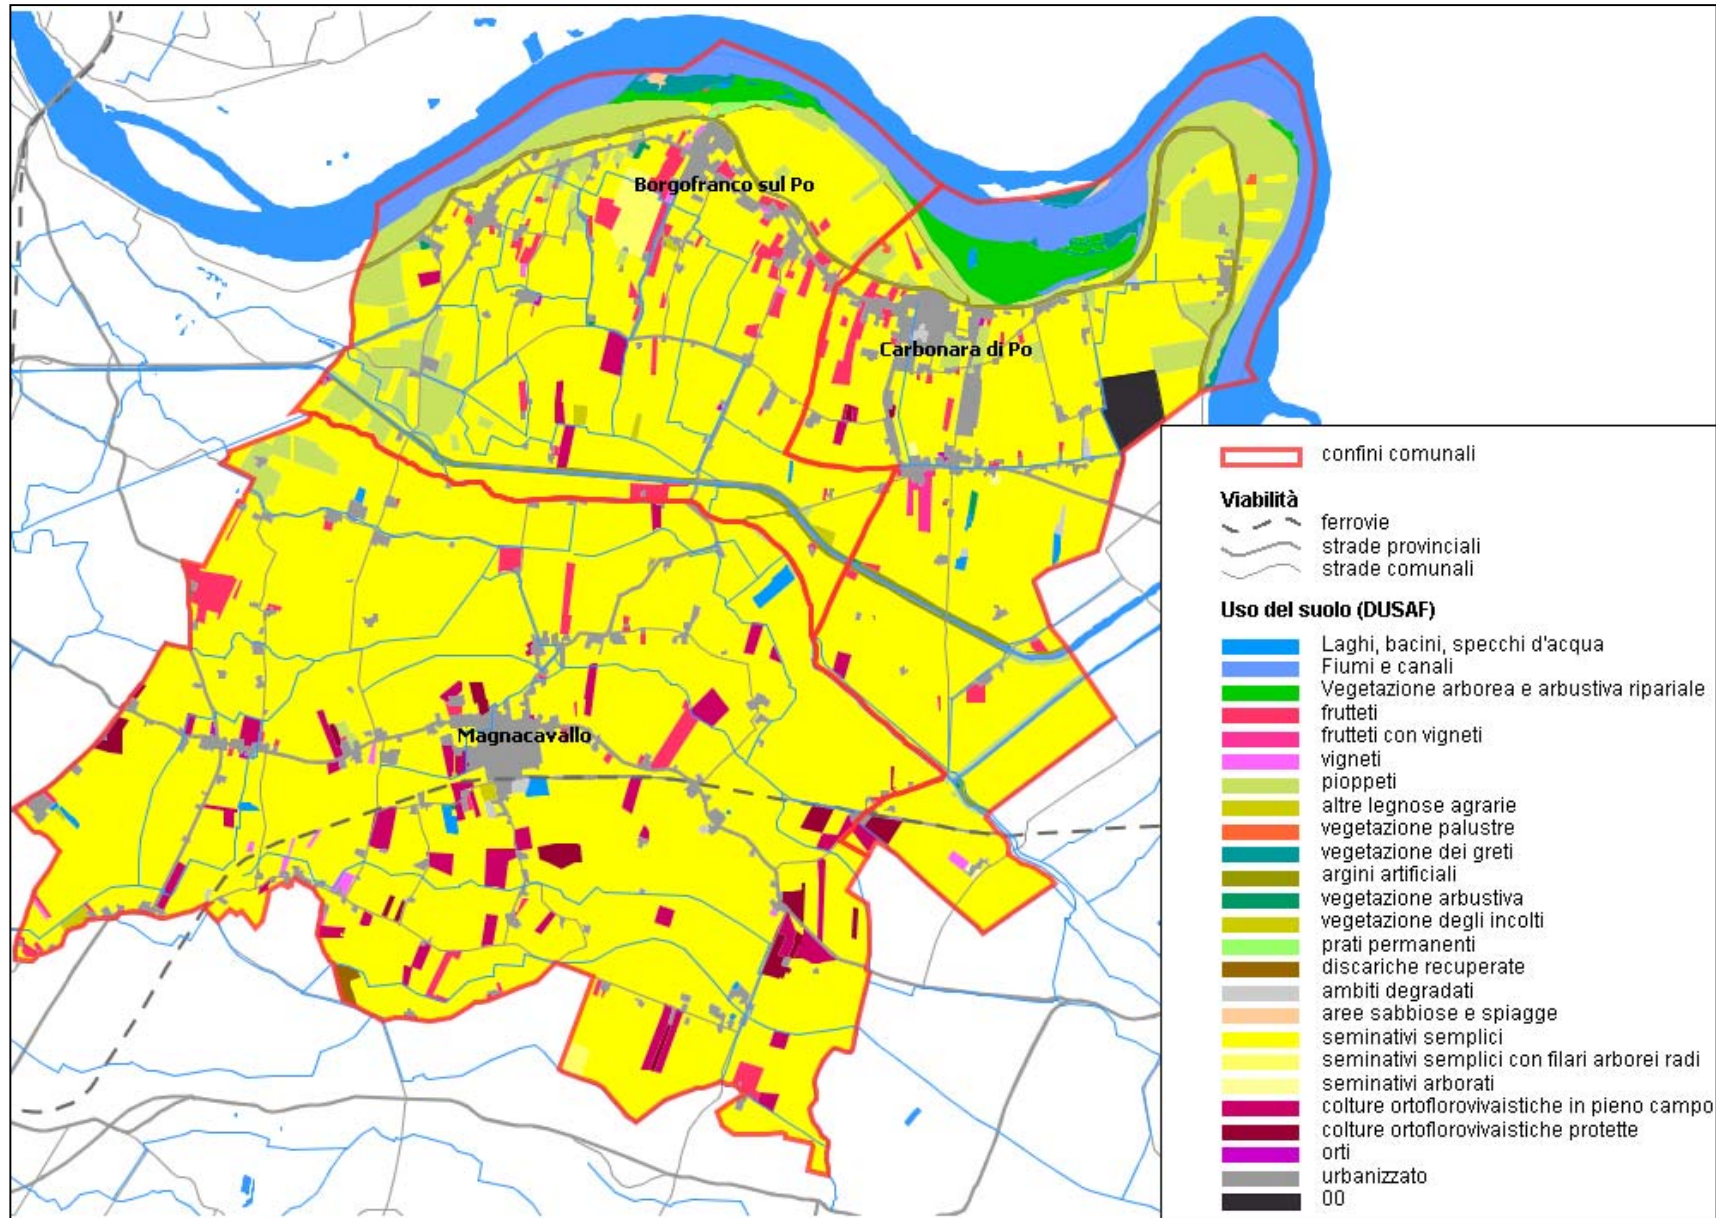 Borgofranco sul Po
Carbonara di Po
Magnacavallo
confini comunali
Viabilità
ferrovie
strade provinciali
strade comunali
Uso del suolo (DUSAF)
Laghi, bacini, specchi d'acqua
Fiumi e canali
Vegetazione arborea e arbustiva ripariale
frutteti
frutteti con vigneti
vigneti
pioppeti
altre legnose agrarie
vegetazione palustre
vegetazione dei greti
argini artificiali
vegetazione arbustiva
vegetazione degli incolti
prati permanenti
discariche recuperate
ambiti degradati
aree sabbiose e spiagge
seminativi semplici
seminativi semplici con filari arborei radi
seminativi arborati
colture ortoflorovivaistiche in pieno campo
colture ortoflorovivaistiche protette
orti
urbanizzato
00